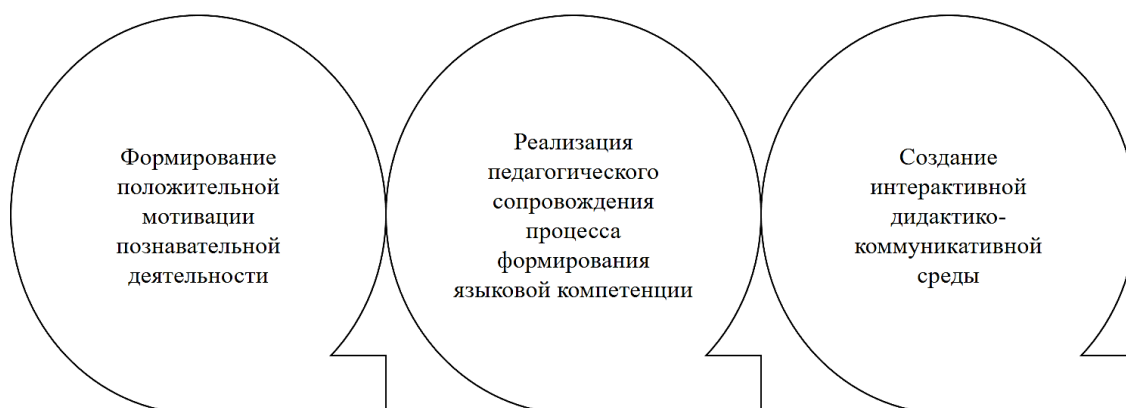 Формирование
положительной
мотивации
познавательной
деятельности
Реализация
педагогического
сопровождения
процесса
формирования
языковой компетенции
Создание
интерактивной
дидактико-
коммуникативной
среды